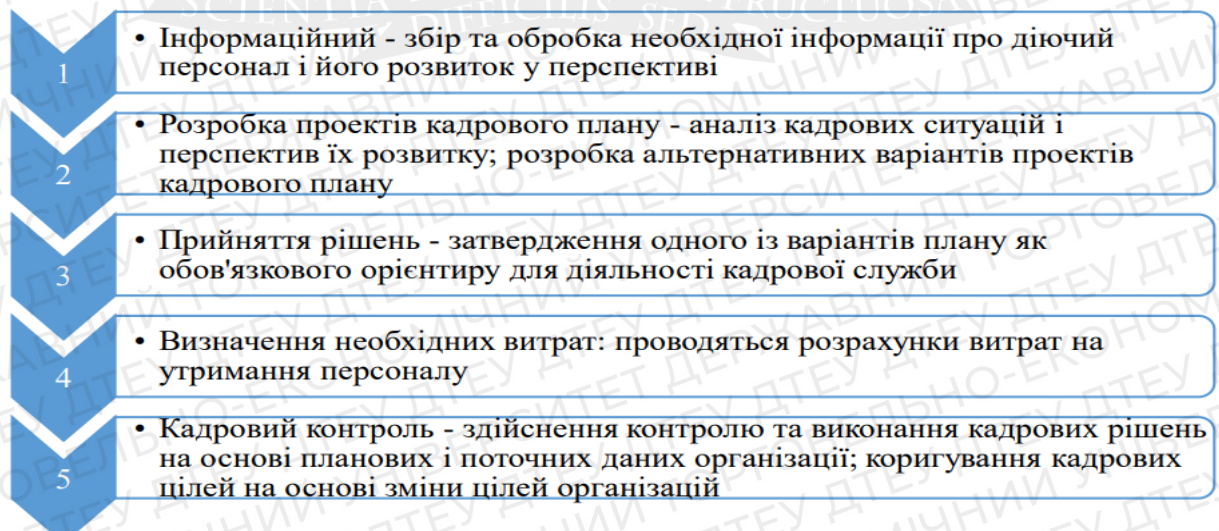 SCIENTIA DIFFICILIS SED FRUCTUOSA
1
• Інформаційний - збір та обробка необхідної інформації про діючий
персонал і його розвиток у перспективі
2
• Розробка проектів кадрового плану - аналіз кадрових ситуацій і
перспектив їх розвитку; розробка альтернативних варіантів проектів
кадрового плану
3
• Прийняття рішень - затвердження одного із варіантів плану як
обов'язкового орієнтиру для діяльності кадрової служби
4
• Визначення необхідних витрат: проводяться розрахунки витрат на
утримання персоналу
5
• Кадровий контроль - здійснення контролю та виконання кадрових рішень
на основі планових і поточних даних організації; коригування кадрових
цілей на основі зміни цілей організацій